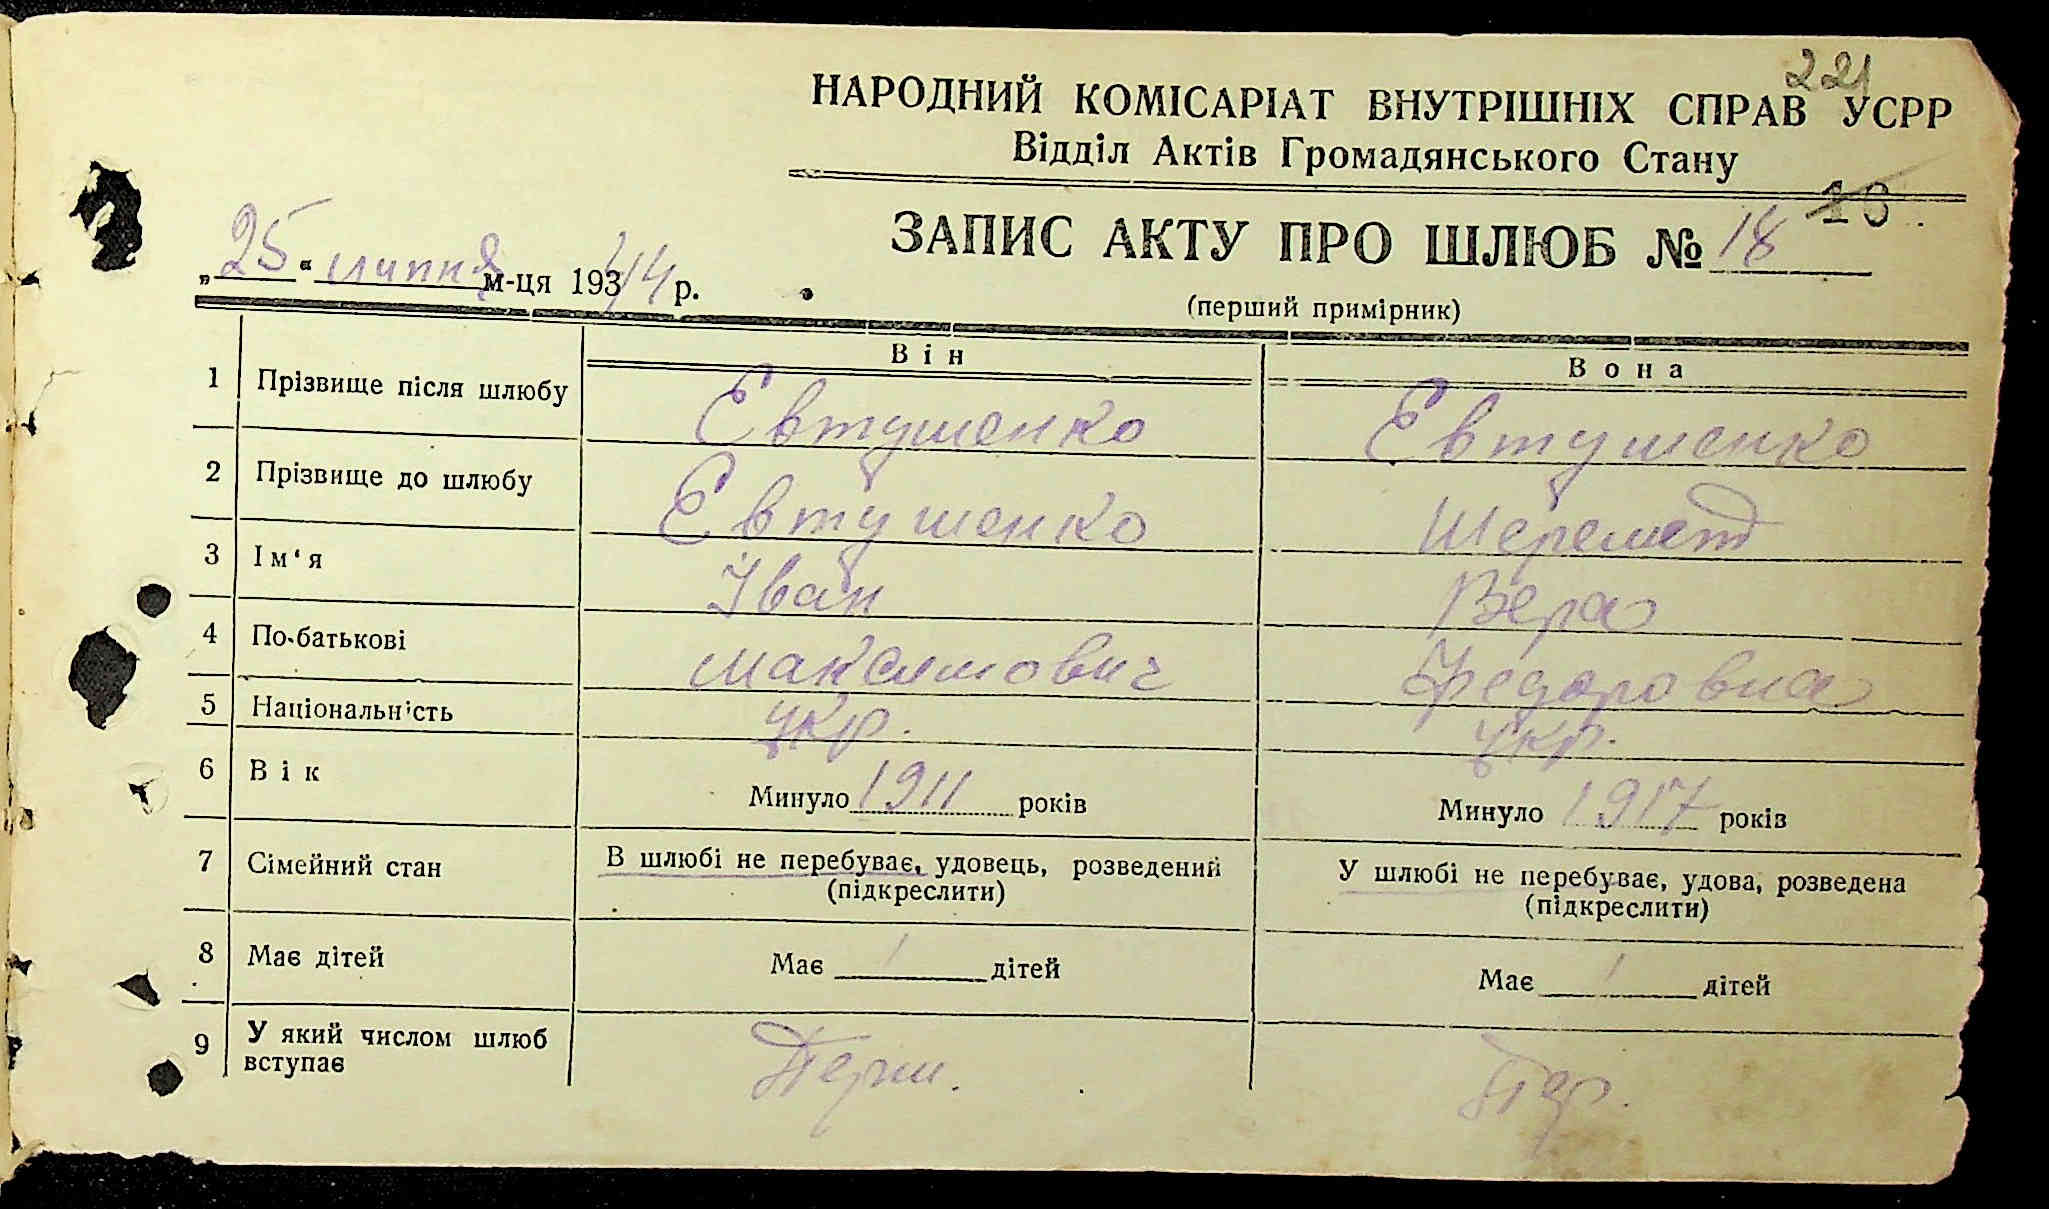 221
НАРОДНИЙ КОМІСАРІАТ ВНУТРІШНІХ СПРАВ УСРР
Відділ Актів Громадянського Стану
ЗАПИС АКТУ ПРО ШЛЮБ № 18
„25“ липня м-ця 19344 р.
(перший примірник)
Він Вона
1 Прізвище після шлюбу Євтушенко Євтушенко
2 Прізвище до шлюбу Євтушенко Шеремет
3 Ім‘я Іван Вера
4 По-батькові Максимович Федоровна
5 Національність укр. укр.
6 Вік Минуло 1911 років Минуло 1917 років
7 Сімейний стан В шлюбі не перебуває, удовець, розведений У шлюбі не перебуває, удова, розведена
(підкреслити) (підкреслити)
8 Має дітей Має 1 дітей Має 1 дітей
9 У який числом шлюб вступає Перш. Пер.